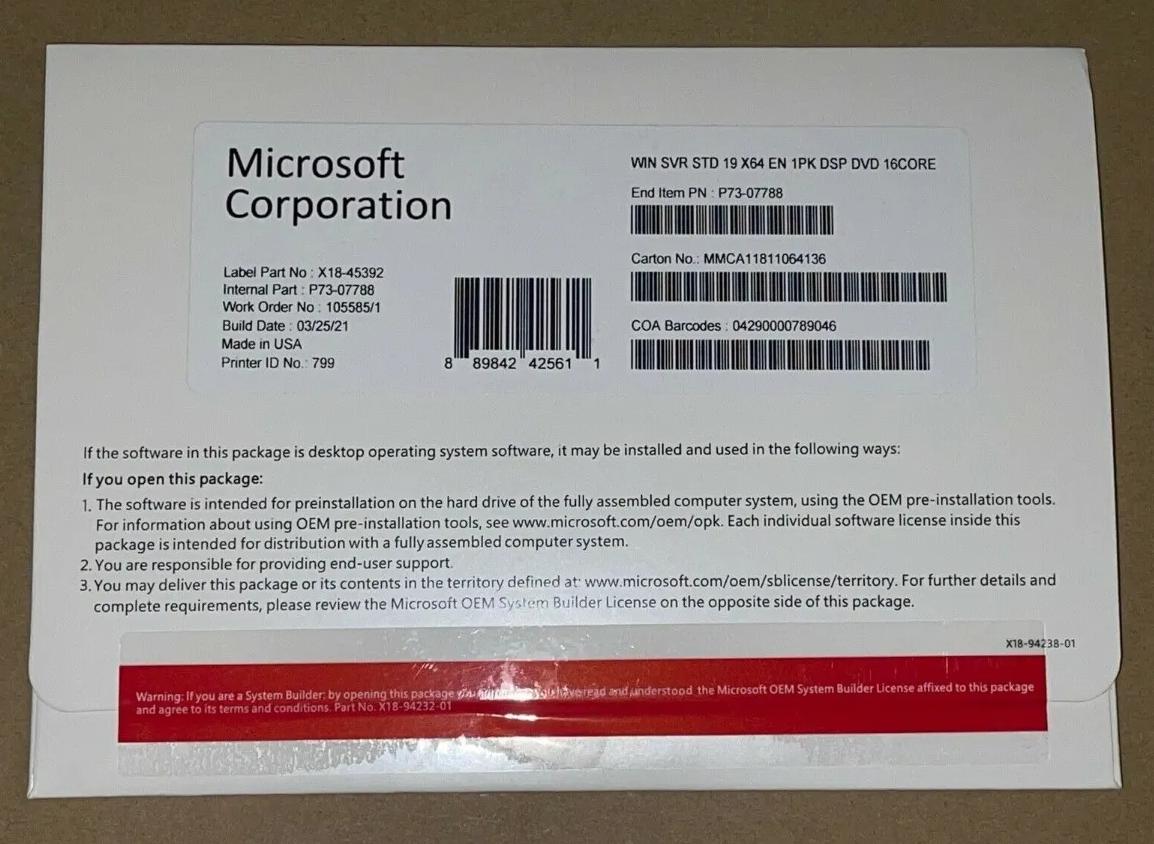 Microsoft
Corporation
Label Part No : X18-45392
Internal Part : P73-07788
Work Order No : 105585/1
Build Date : 03/25/21
Made in USA
Printer ID No.: 799
8 89842 42561 1
WIN SVR STD 19 X64 EN 1PK DSP DVD 16CORE
End Item PN : P73-07788
Carton No.: MMCA11811064136
COA Barcodes : 04290000789046
If the software in this package is desktop operating system software, it may be installed and used in the following ways:
If you open this package:
1. The software is intended for preinstallation on the hard drive of the fully assembled computer system, using the OEM pre-installation tools.
For information about using OEM pre-installation tools, see www.microsoft.com/oem/opk. Each individual software license inside this
package is intended for distribution with a fully assembled computer system.
2. You are responsible for providing end-user support.
3. You may deliver this package or its contents in the territory defined at: www.microsoft.com/oem/sblicense/territory. For further details and
complete requirements, please review the Microsoft OEM System Builder License on the opposite side of this package.
X18-94238-01
Warning: If you are a System Builder: by opening this package you have read and understood the Microsoft OEM System Builder License affixed to this package
and agree to its terms and conditions. Part No. X18-94232-01